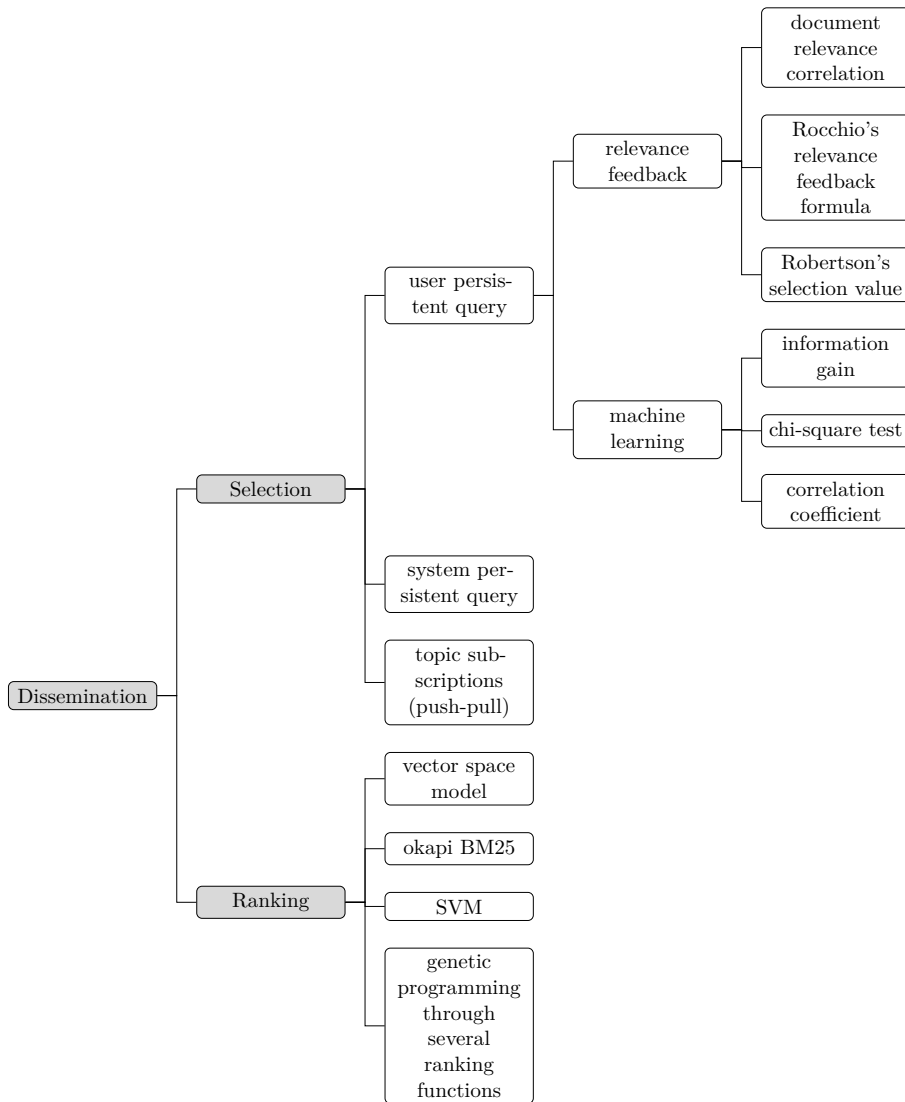 document
relevance
correlation
Rocchio's
relevance
feedback
formula
relevance
feedback
Robertson's
selection value
user persis-
tent query
information
gain
machine
learning
chi-square test
correlation
coefficient
Selection
system per-
sistent query
topic sub-
scriptions
(push-pull)
Dissemination
vector space
model
okapi BM25
Ranking
SVM
genetic
programming
through
several
ranking
functions